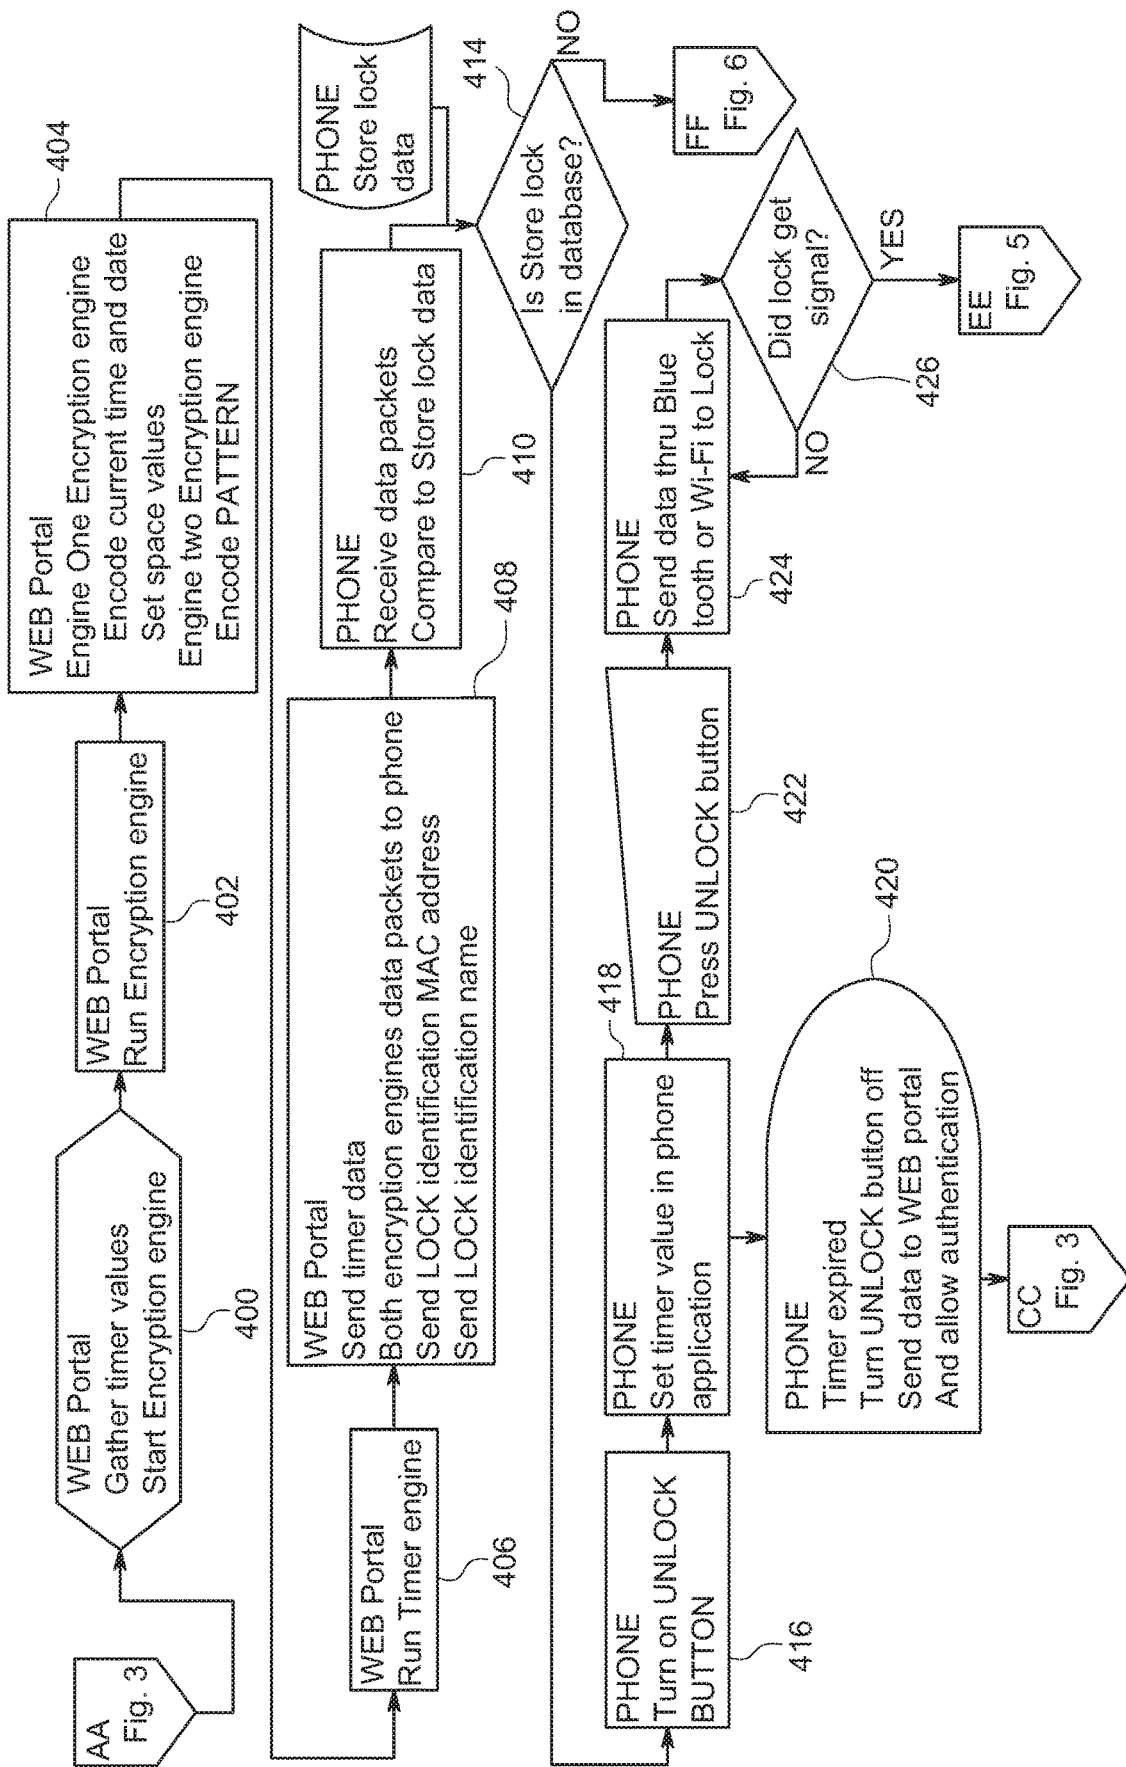 AA
Fig. 3
WEB Portal
Gather timer values
Start Encryption engine
400
WEB Portal
Run Encryption engine
402
WEB Portal
Engine One Encryption engine
Encode current time and date
Set space values
Engine two Encryption engine
Encode PATTERN
404
WEB Portal
Run Timer engine
406
WEB Portal
Send timer data
Both encryption engines data packets to phone
Send LOCK identification MAC address
Send LOCK identification name
408
PHONE
Receive data packets
Compare to Store lock data
410
PHONE
Store lock
data
Is Store lock
in database?
414
NO
FF
Fig. 6
PHONE
Turn on UNLOCK
BUTTON
416
PHONE
Set timer value in phone
application
418
PHONE
Timer expired
Turn UNLOCK button off
Send data to WEB portal
And allow authentication
420
CC
Fig. 3
PHONE
Press UNLOCK button
422
PHONE
Send data thru Blue
tooth or Wi-Fi to Lock
424
Did lock get
signal?
426
NO
YES
EE
Fig. 5